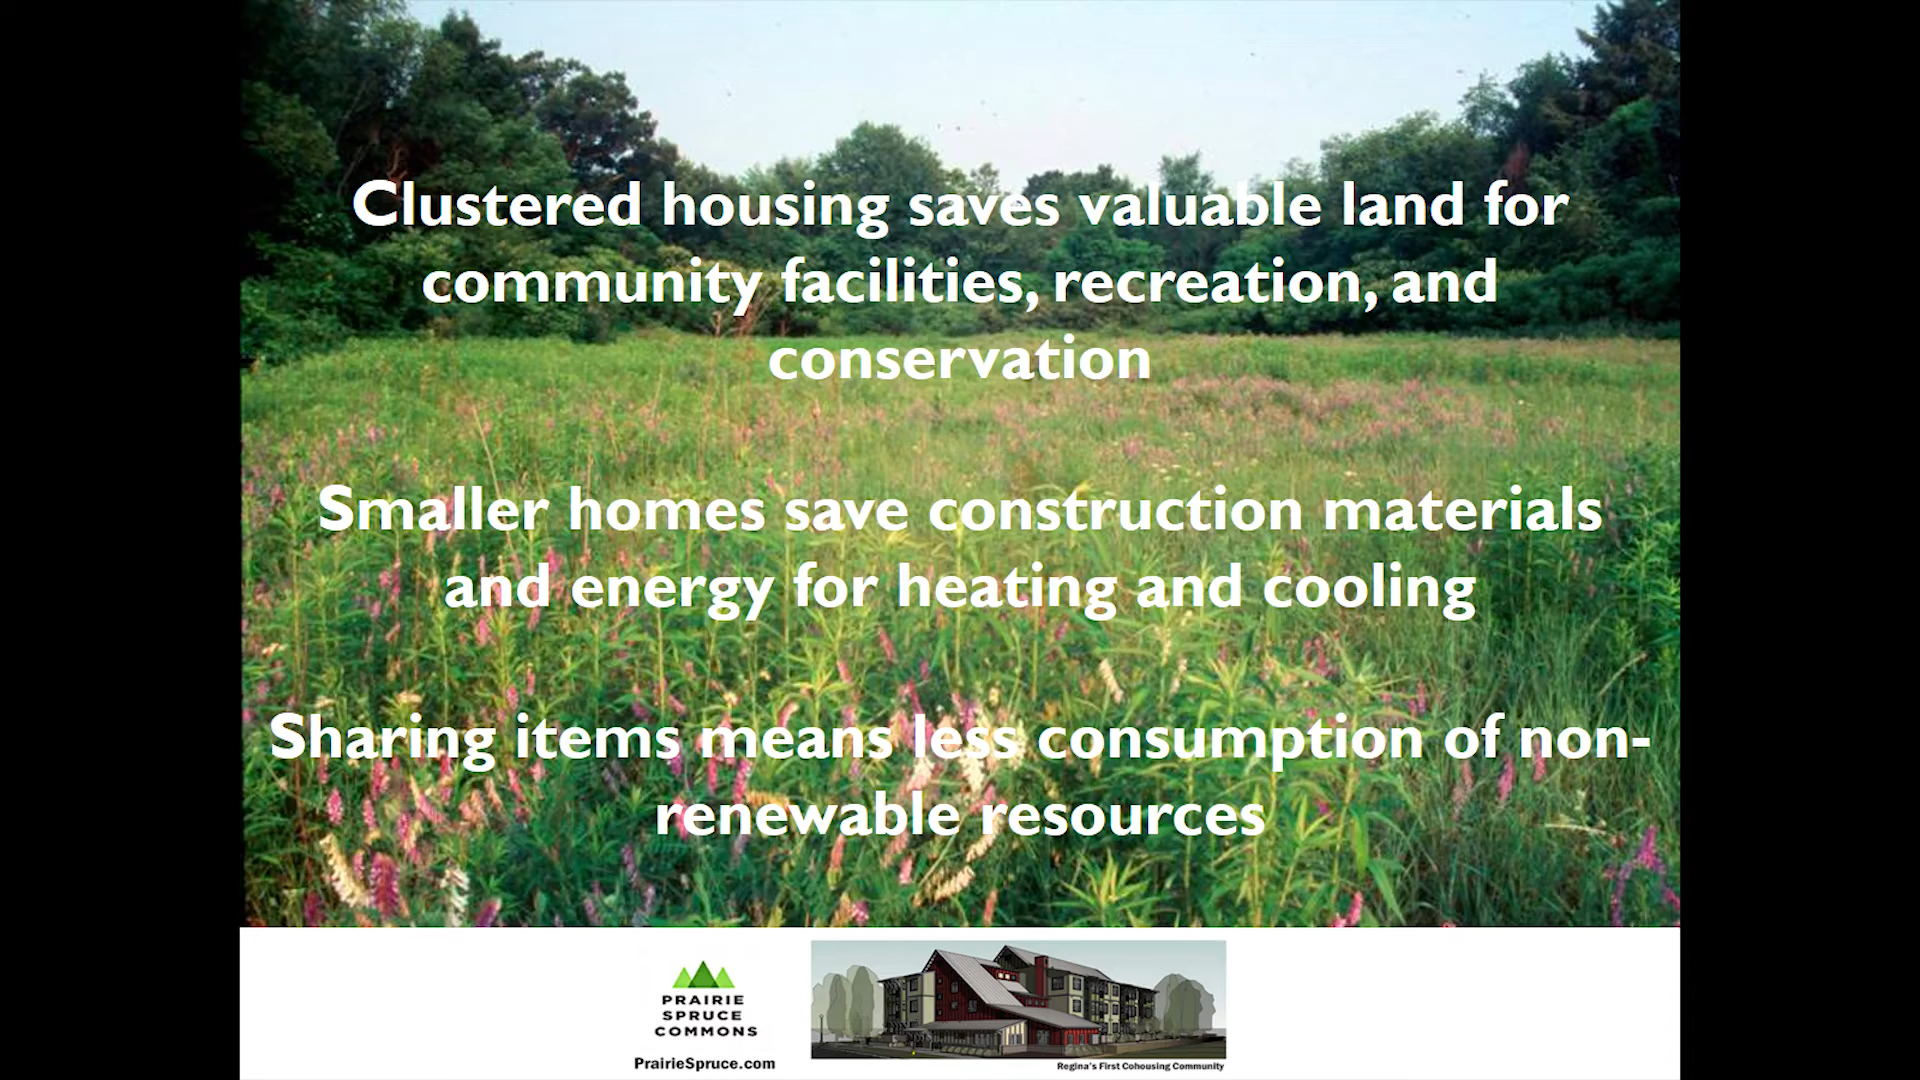 Clustered housing saves valuable land for
community facilities, recreation, and
conservation
Smaller homes save construction materials
and energy for heating and cooling
Sharing items means less consumption of non-
renewable resources
PRAIRIE
SPRUCE
COMMONS
PrairieSpruce.com
Regina's First Cohousing Community